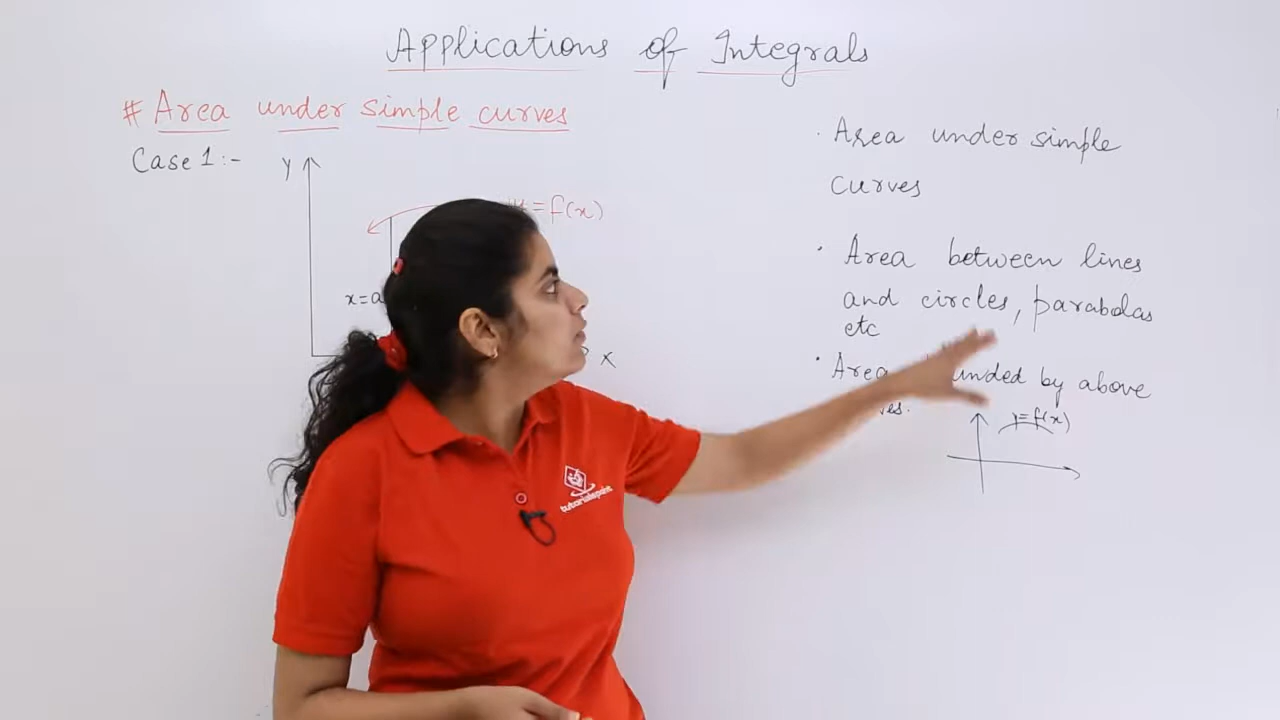 Applications of Integrals
# Area under simple curves
Case 1:-
Y
= f(x)
x=a
X
· Area under simple
curves
· Area between lines
and circles, parabolas
etc
· Area by above
y=f(x)
tutorialspoint